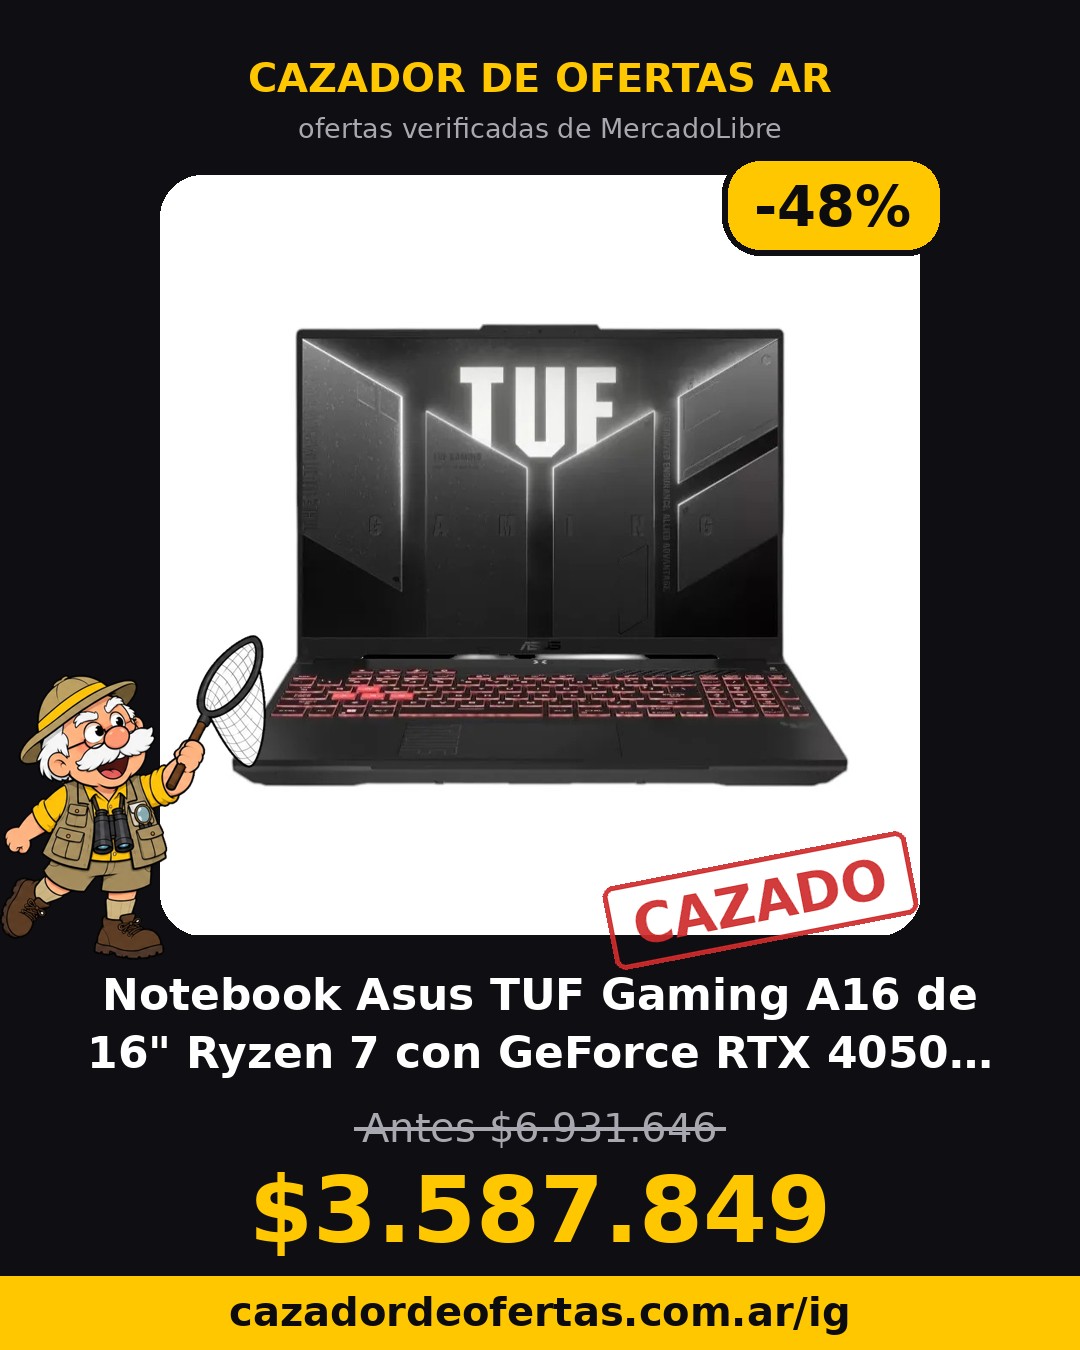 CAZADOR DE OFERTAS AR
ofertas verificadas de MercadoLibre
-48%
TUF
G A M I N G
ASUS
CAZADO
Notebook Asus TUF Gaming A16 de
16" Ryzen 7 con GeForce RTX 4050...
Antes $6.931.646
$3.587.849
cazadordeofertas.com.ar/ig